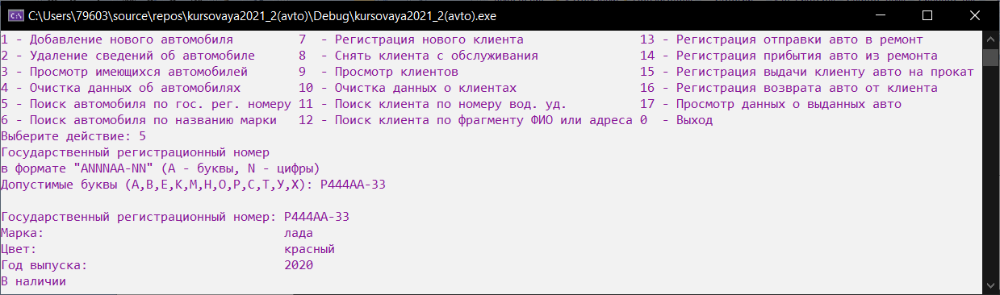 C:\Users\79603\source\repos\kursovaya2021_2(avto)\Debug\kursovaya2021_2(avto).exe
1 - Добавление нового автомобиля 7 - Регистрация нового клиента 13 - Регистрация отправки авто в ремонт
2 - Удаление сведений об автомобиле 8 - Снять клиента с обслуживания 14 - Регистрация прибытия авто из ремонта
3 - Просмотр имеющихся автомобилей 9 - Просмотр клиентов 15 - Регистрация выдачи клиенту авто на прокат
4 - Очистка данных об автомобилях 10 - Очистка данных о клиентах 16 - Регистрация возврата авто от клиента
5 - Поиск автомобиля по гос. рег. номеру 11 - Поиск клиента по номеру вод. уд. 17 - Просмотр данных о выданных авто
6 - Поиск автомобиля по названию марки 12 - Поиск клиента по фрагменту ФИО или адреса 0 - Выход
Выберите действие: 5
Государственный регистрационный номер
в формате "ANNNAA-NN" (A - буквы, N - цифры)
Допустимые буквы (А,В,Е,К,М,Н,О,Р,С,Т,У,Х): Р444АА-33
Государственный регистрационный номер: Р444АА-33
Марка: лада
Цвет: красный
Год выпуска: 2020
В наличии